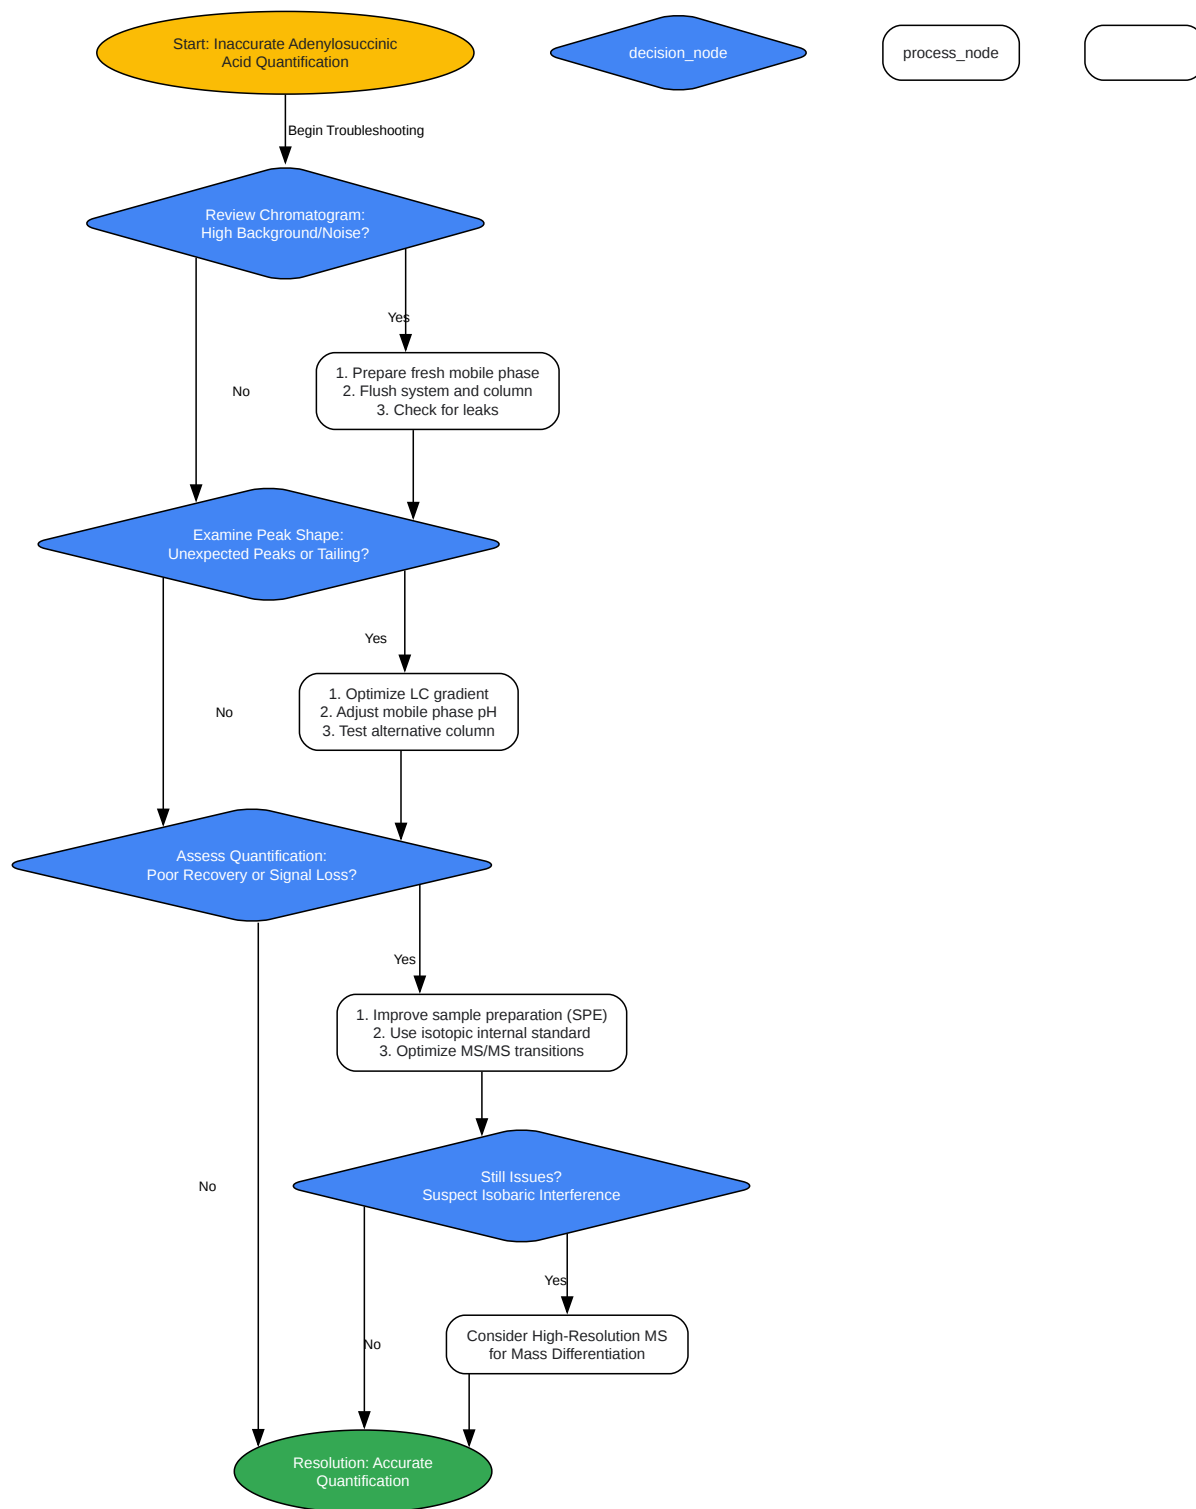 Start: Inaccurate Adenylosuccinic
Acid Quantification
decision_node
process_node
Begin Troubleshooting
Review Chromatogram:
High Background/Noise?
Yes
No
1. Prepare fresh mobile phase
2. Flush system and column
3. Check for leaks
Examine Peak Shape:
Unexpected Peaks or Tailing?
Yes
No
1. Optimize LC gradient
2. Adjust mobile phase pH
3. Test alternative column
Assess Quantification:
Poor Recovery or Signal Loss?
Yes
1. Improve sample preparation (SPE)
2. Use isotopic internal standard
3. Optimize MS/MS transitions
No
Still Issues?
Suspect Isobaric Interference
Yes
No
Consider High-Resolution MS
for Mass Differentiation
Resolution: Accurate
Quantification